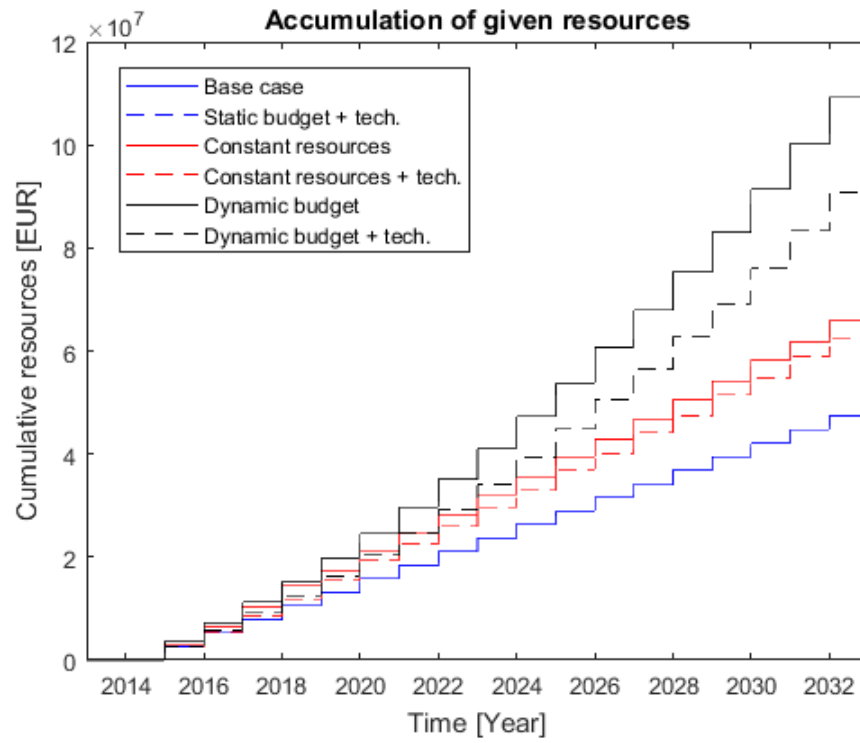 Accumulation of given resources
×10^7
12
10
8
6
4
2
0
Cumulative resources [EUR]
Base case
Static budget + tech.
Constant resources
Constant resources + tech.
Dynamic budget
Dynamic budget + tech.
2014 2016 2018 2020 2022 2024 2026 2028 2030 2032
Time [Year]